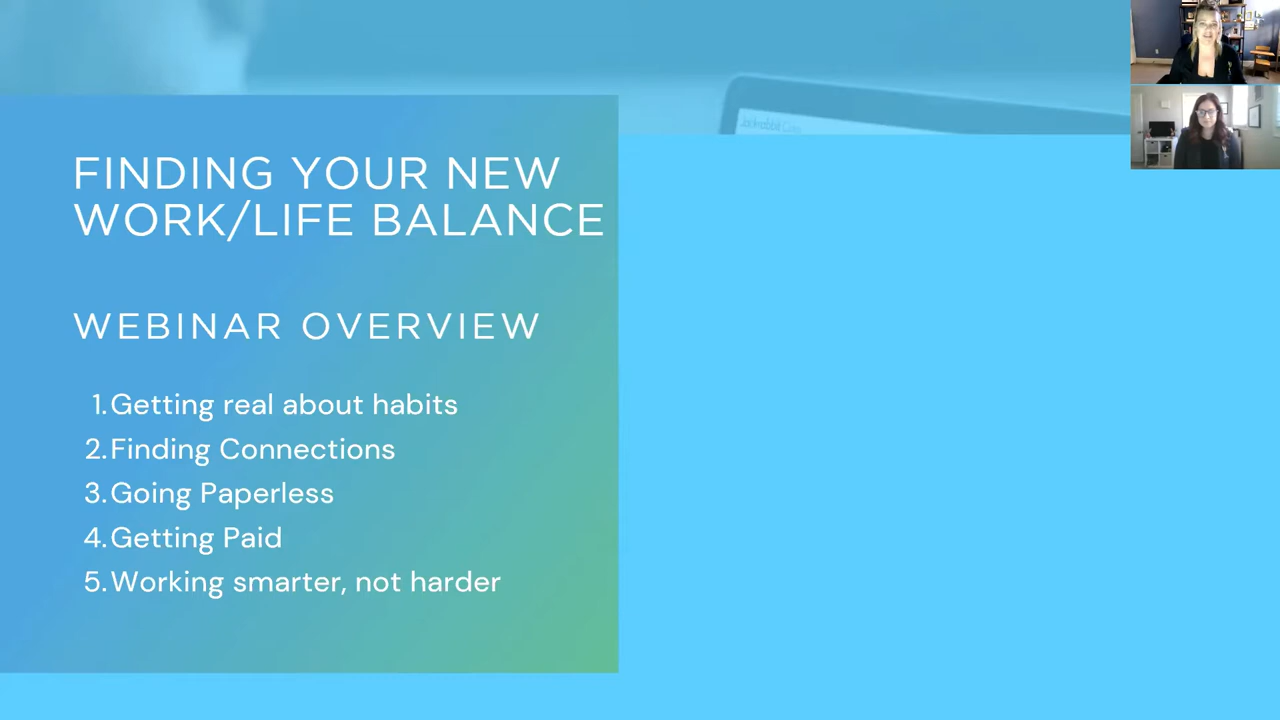 FINDING YOUR NEW
WORK/LIFE BALANCE
WEBINAR OVERVIEW
1. Getting real about habits
2. Finding Connections
3. Going Paperless
4. Getting Paid
5. Working smarter, not harder